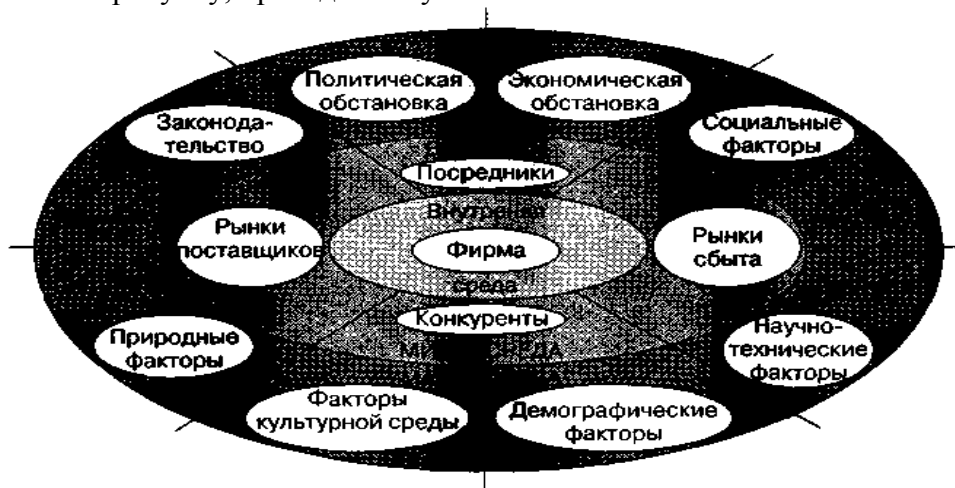 Политическая
обстановка
Экономическая
обстановка
Законода-
тельство
Социальные
факторы
Посредники
Внутренняя
Рынки
поставщиков
Фирма
Рынки
сбыта
среда
Конкуренты
Природные
факторы
Научно-
технические
факторы
Факторы
культурной среды
Демографические
факторы